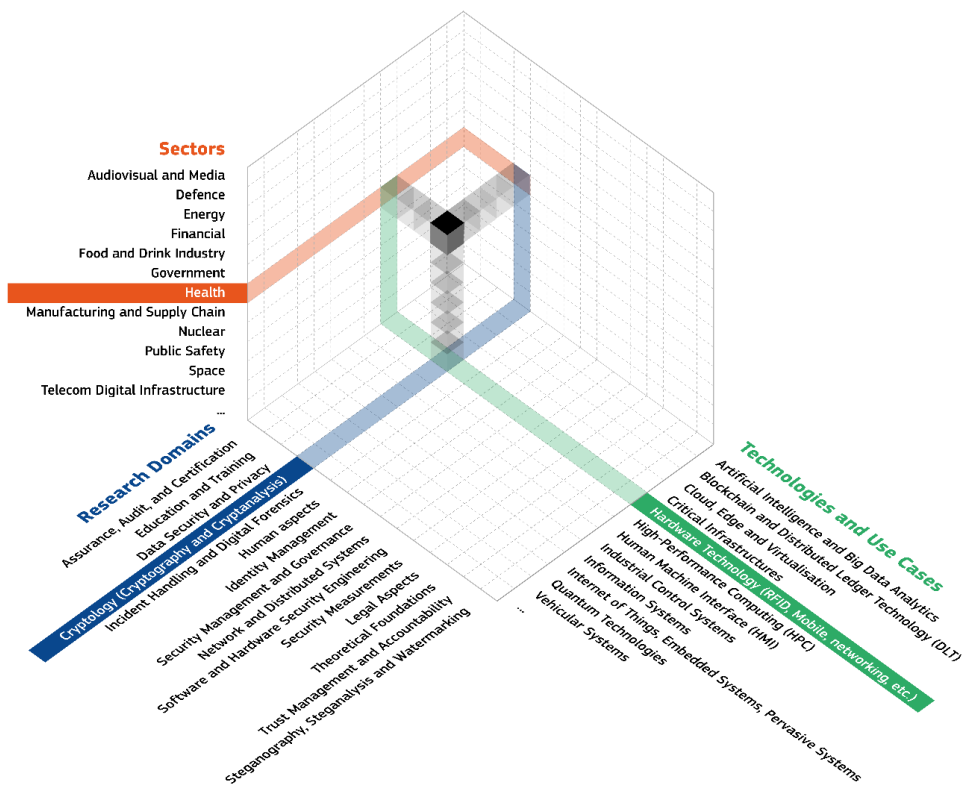 Sectors
Audiovisual and Media
Defence
Energy
Financial
Food and Drink Industry
Government
Health
Manufacturing and Supply Chain
Nuclear
Public Safety
Space
Telecom Digital Infrastructure
...
Research Domains
Assurance, Audit, and Certification
Education and Training
Data Security and Privacy
Cryptology (Cryptography and Cryptanalysis)
Incident Handling and Digital Forensics
Human aspects
Identity Management
Security Management and Governance
Network and Distributed Systems
Software and Hardware Security Engineering
Security Measurements
Legal Aspects
Theoretical Foundations
Trust Management and Accountability
Steganography, Steganalysis and Watermarking
Technologies and Use Cases
Artificial Intelligence and Big Data Analytics
Blockchain and Distributed Ledger Technology (DLT)
Cloud, Edge and Virtualisation
Critical Infrastructures
Hardware Technology (RFID, Mobile, networking, etc.)
High-Performance Computing (HPC)
Human Machine Interface (HMI)
Industrial Control Systems
Information Systems
Internet of Things, Embedded Systems, Pervasive Systems
Quantum Technologies
Vehicular Systems
...